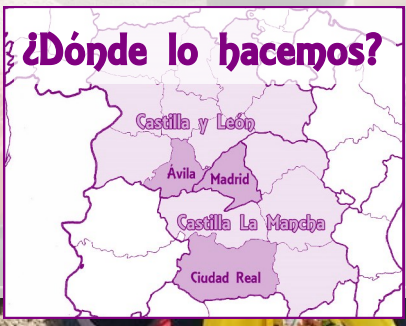 ¿Dónde lo hacemos?
Castilla y León
Ávila
Madrid
Castilla La Mancha
Ciudad Real